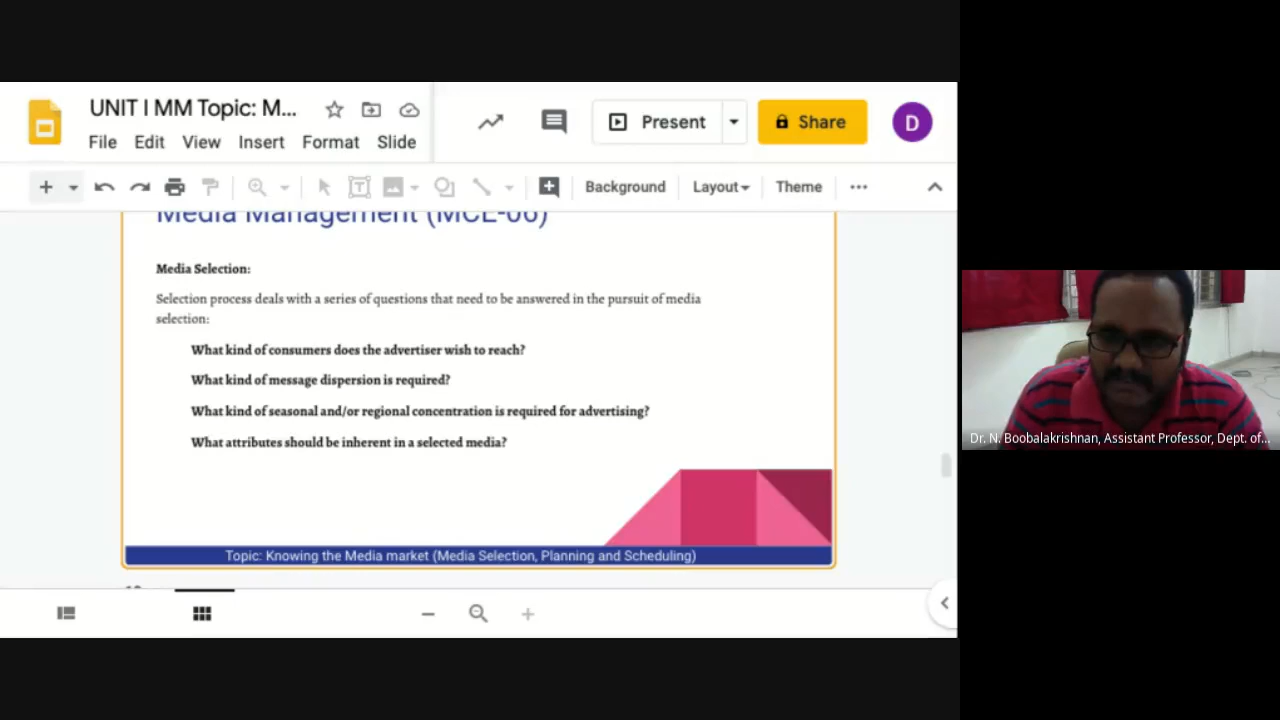 UNIT I MM Topic: M...
File Edit View Insert Format Slide
Present
Share
D
Background Layout Theme
Media Management (MCE-06)
Media Selection:
Selection process deals with a series of questions that need to be answered in the pursuit of media
selection:
What kind of consumers does the advertiser wish to reach?
What kind of message dispersion is required?
What kind of seasonal and/or regional concentration is required for advertising?
What attributes should be inherent in a selected media?
Topic: Knowing the Media market (Media Selection, Planning and Scheduling)
Dr. N. Boobalakrishnan, Assistant Professor, Dept. of...